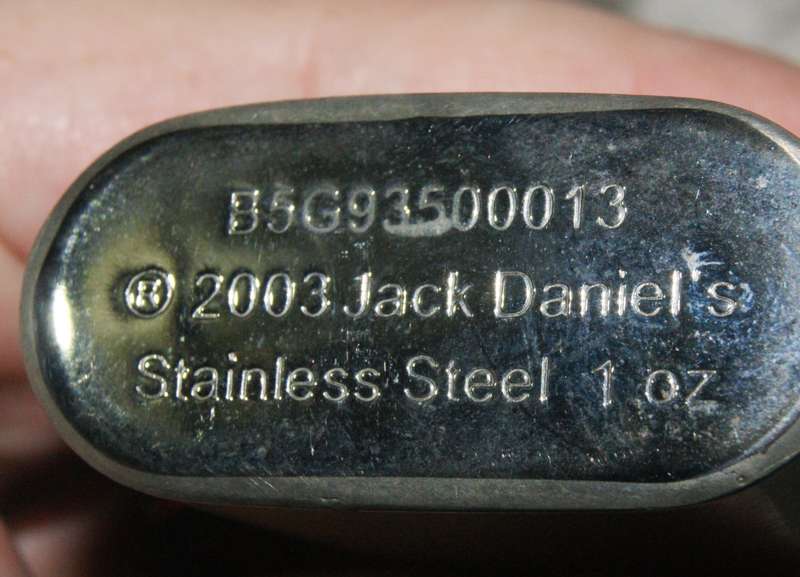 B5G93500013
® 2003 Jack Daniel's
Stainless Steel 1 oz